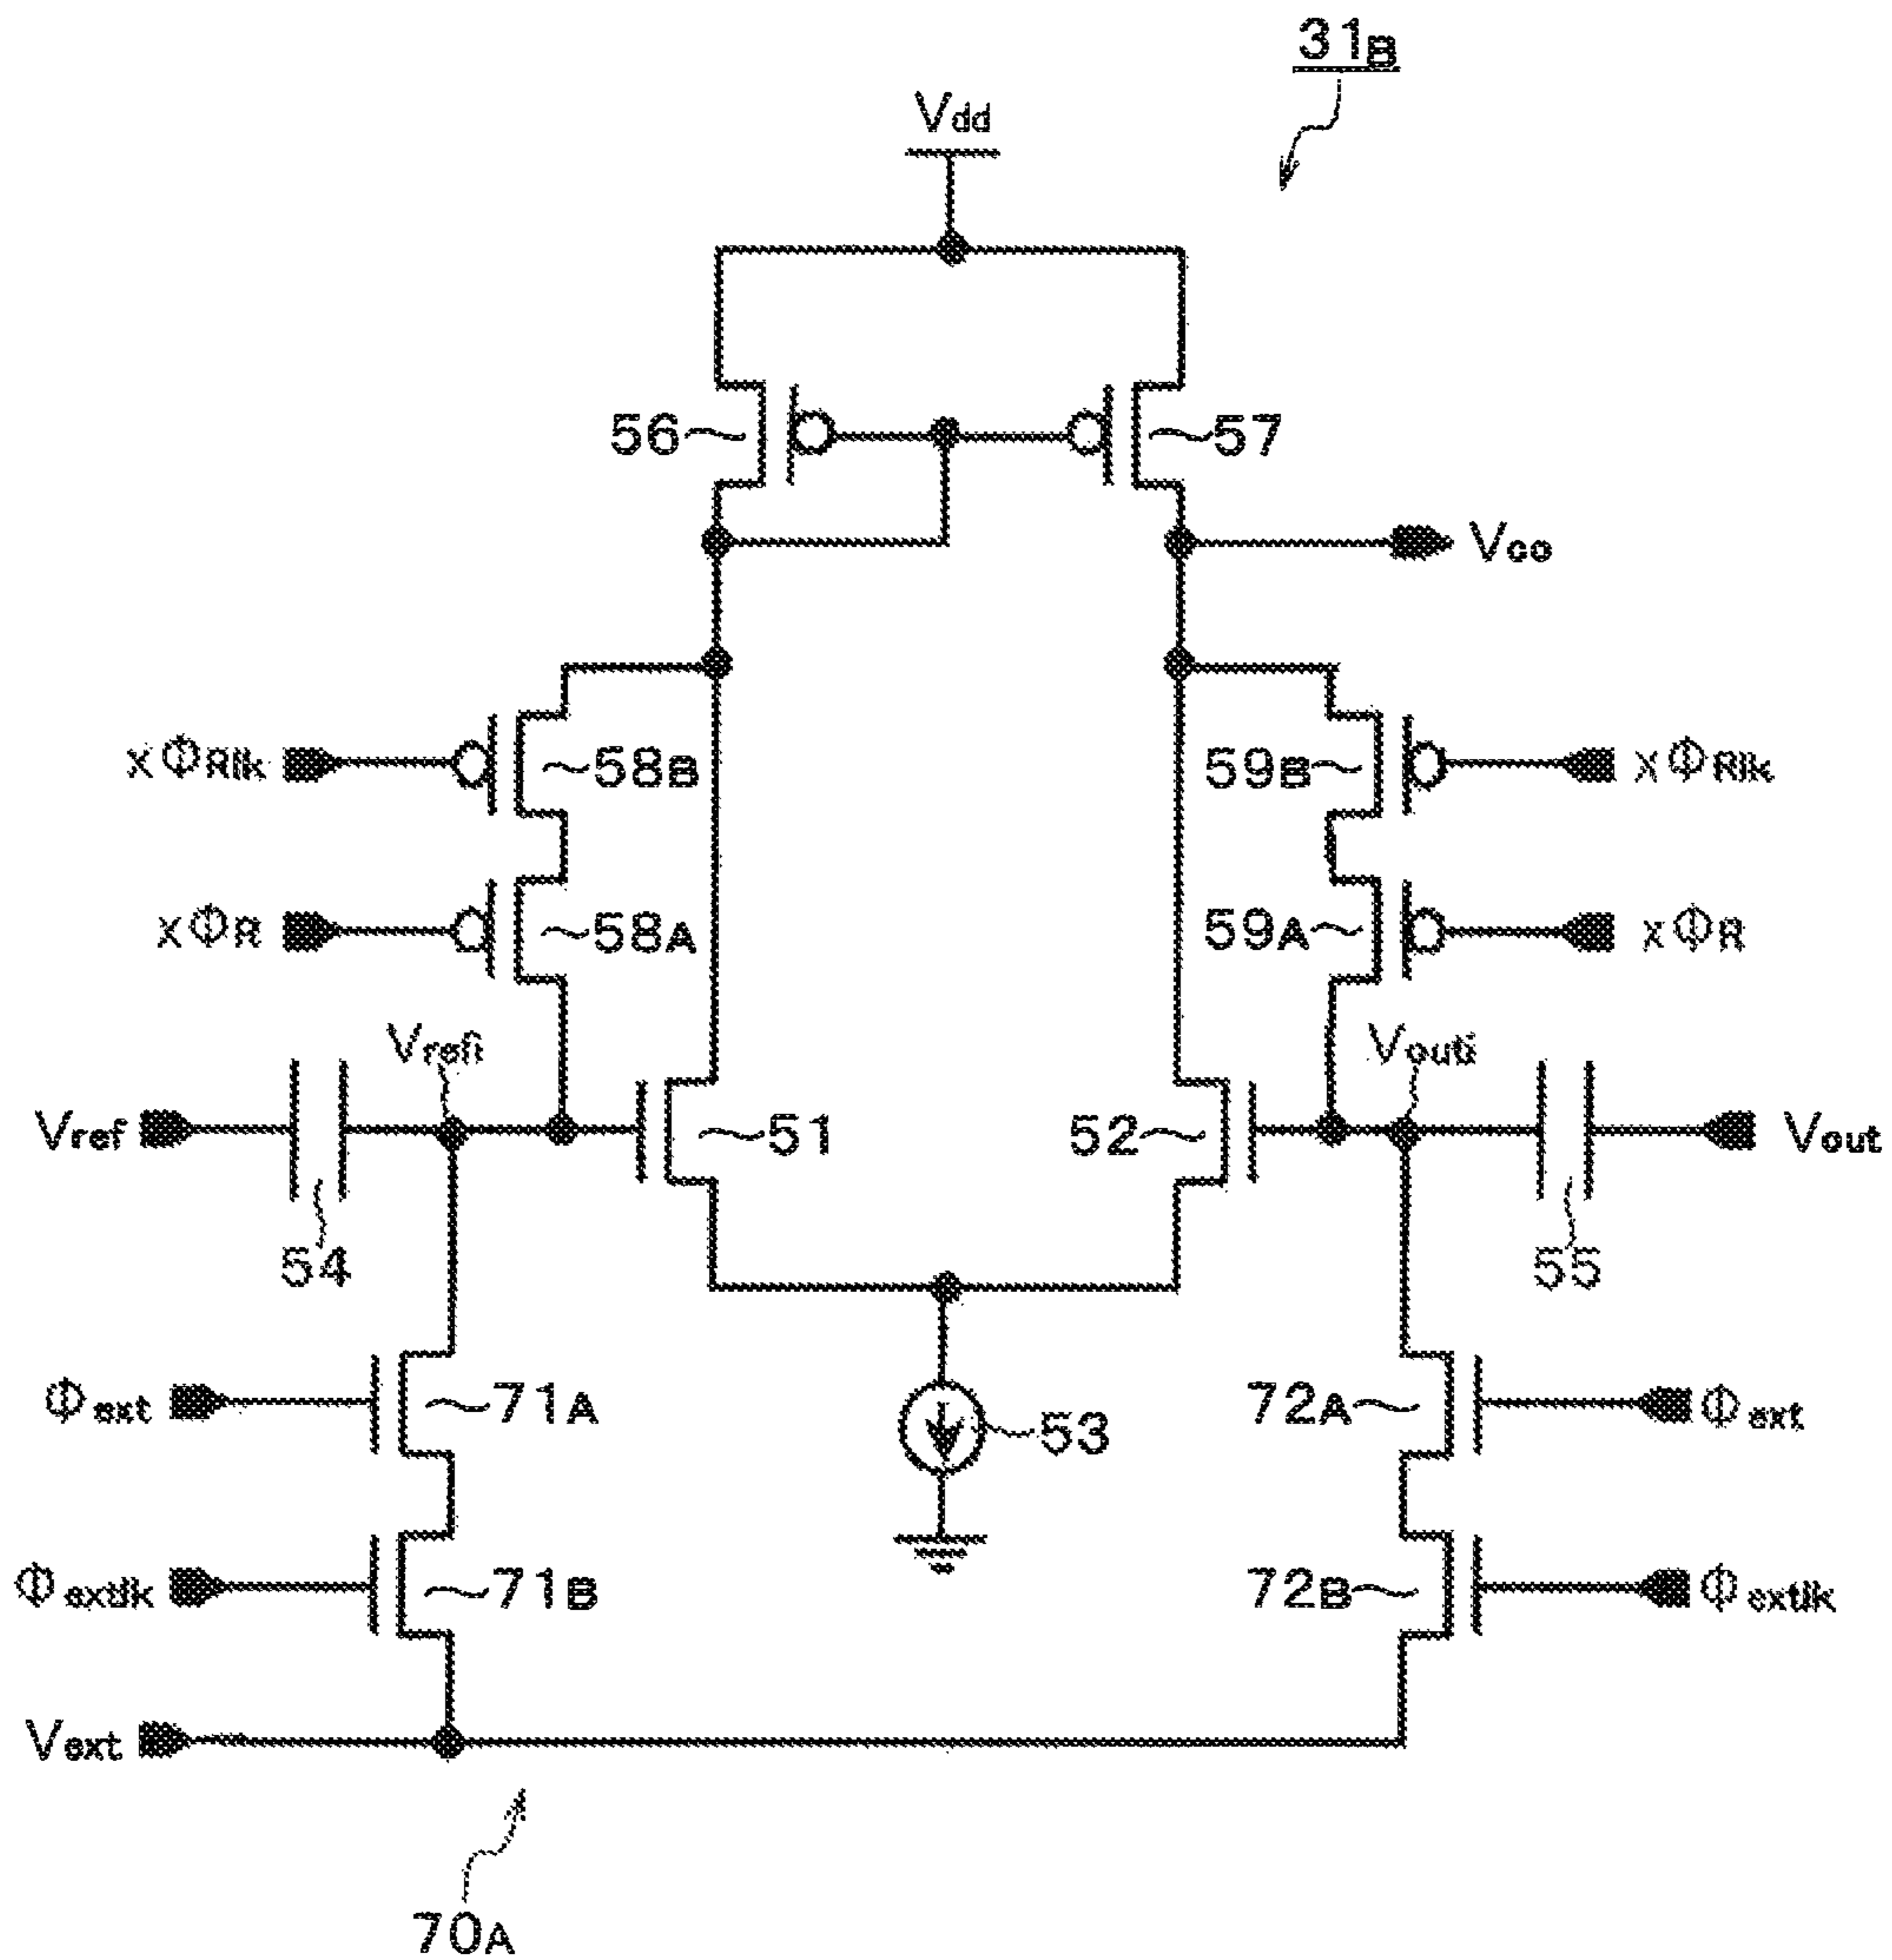 31B
Vdd
56
57
Vco
xΦRlk
58B
59B
xΦRlk
xΦR
58A
59A
xΦR
Vrefi
Vouti
Vref
51
52
Vout
54
55
Φext
71A
53
72A
Φext
Φextlk
71B
72B
Φextlk
Vext
70A